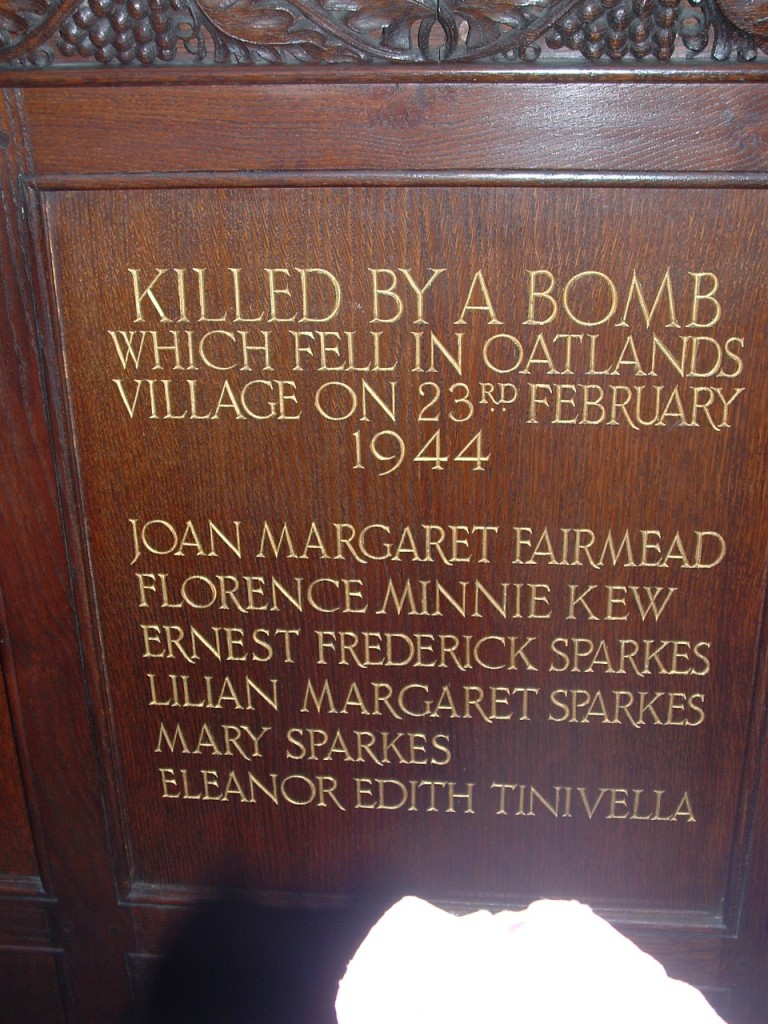 KILLED BY A BOMB
WHICH FELL IN OATLANDS
VILLAGE ON 23RD FEBRUARY
1944
JOAN MARGARET FAIRMEAD
FLORENCE MINNIE KEW
ERNEST FREDERICK SPARKES
LILIAN MARGARET SPARKES
MARY SPARKES
ELEANOR EDITH TINIVELLA